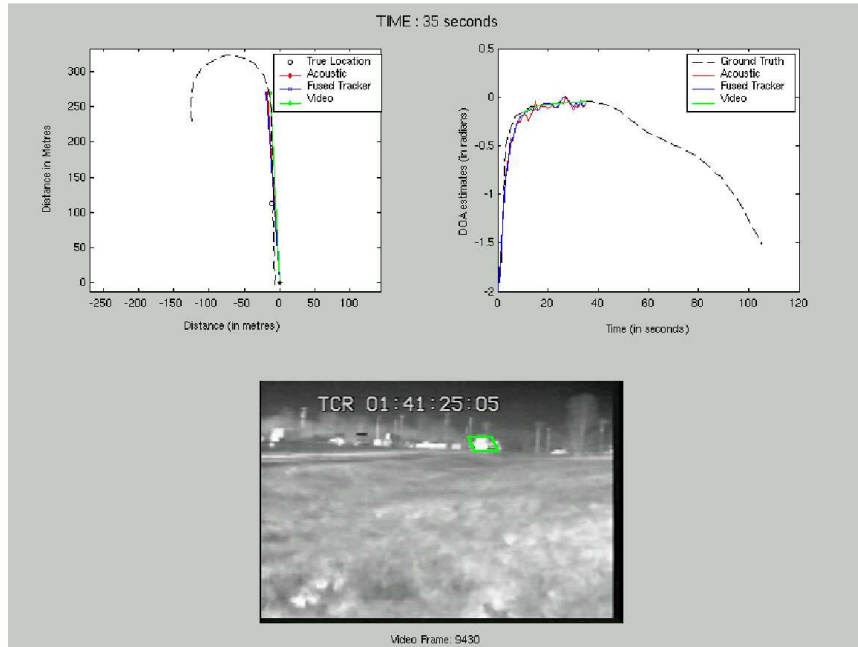 TIME : 35 seconds
300
250
200
150
100
50
0
Distance in Metres
-250 -200 -150 -100 -50 0 50 100
Distance (in metres)
True Location
Acoustic
Fused Tracker
Video
0.5
0
-0.5
-1
-1.5
-2
DOA estimates (in radians)
0 20 40 60 80 100 120
Time (in seconds)
Ground Truth
Acoustic
Fused Tracker
Video
TCR 01:41:25:05
Video Frame: 9430